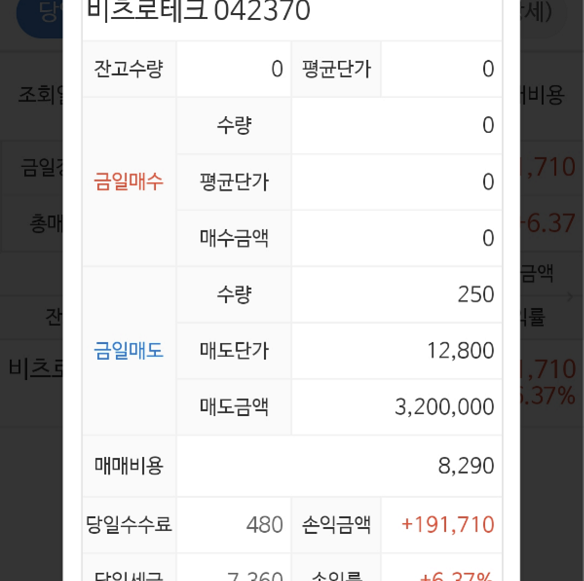 비츠로테크 042370
잔고수량 0 평균단가 0
수량 0
금일매수 평균단가 0
매수금액 0
수량 250
금일매도 매도단가 12,800
매도금액 3,200,000
매매비용 8,290
당일수수료 480 손익금액 +191,710
당일세금 7,360 손익률 +6.37%
조회일
비용
금일
,710
총매
6.37
금액
잔
률
비츠로
,710
6.37%